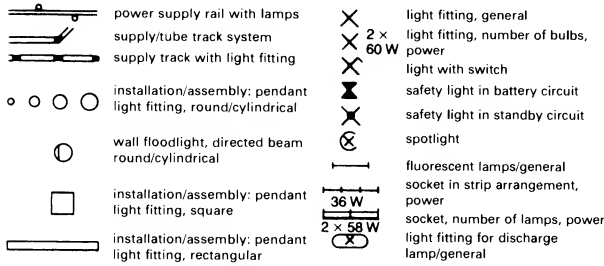 power supply rail with lamps
supply/tube track system
supply track with light fitting
installation/assembly: pendant
light fitting, round/cylindrical
wall floodlight, directed beam
round/cylindrical
installation/assembly: pendant
light fitting, square
installation/assembly: pendant
light fitting, rectangular
light fitting, general
2 ×
60 W
light fitting, number of bulbs,
power
light with switch
safety light in battery circuit
safety light in standby circuit
spotlight
fluorescent lamps/general
36 W
socket in strip arrangement,
power
2 × 58 W
socket, number of lamps, power
light fitting for discharge
lamp/general